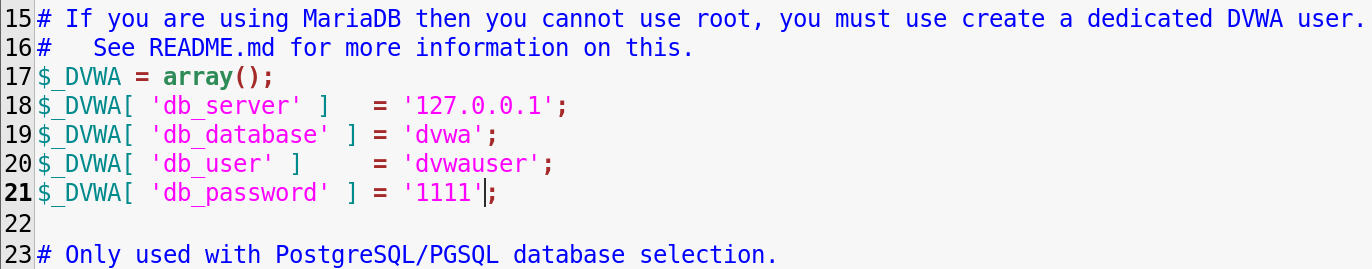 15# If you are using MariaDB then you cannot use root, you must use create a dedicated DVWA user.
16#   See README.md for more information on this.
17$_DVWA = array();
18$_DVWA[ 'db_server' ]   = '127.0.0.1';
19$_DVWA[ 'db_database' ] = 'dvwa';
20$_DVWA[ 'db_user' ]     = 'dvwauser';
21$_DVWA[ 'db_password' ] = '1111';
22
23# Only used with PostgreSQL/PGSQL database selection.